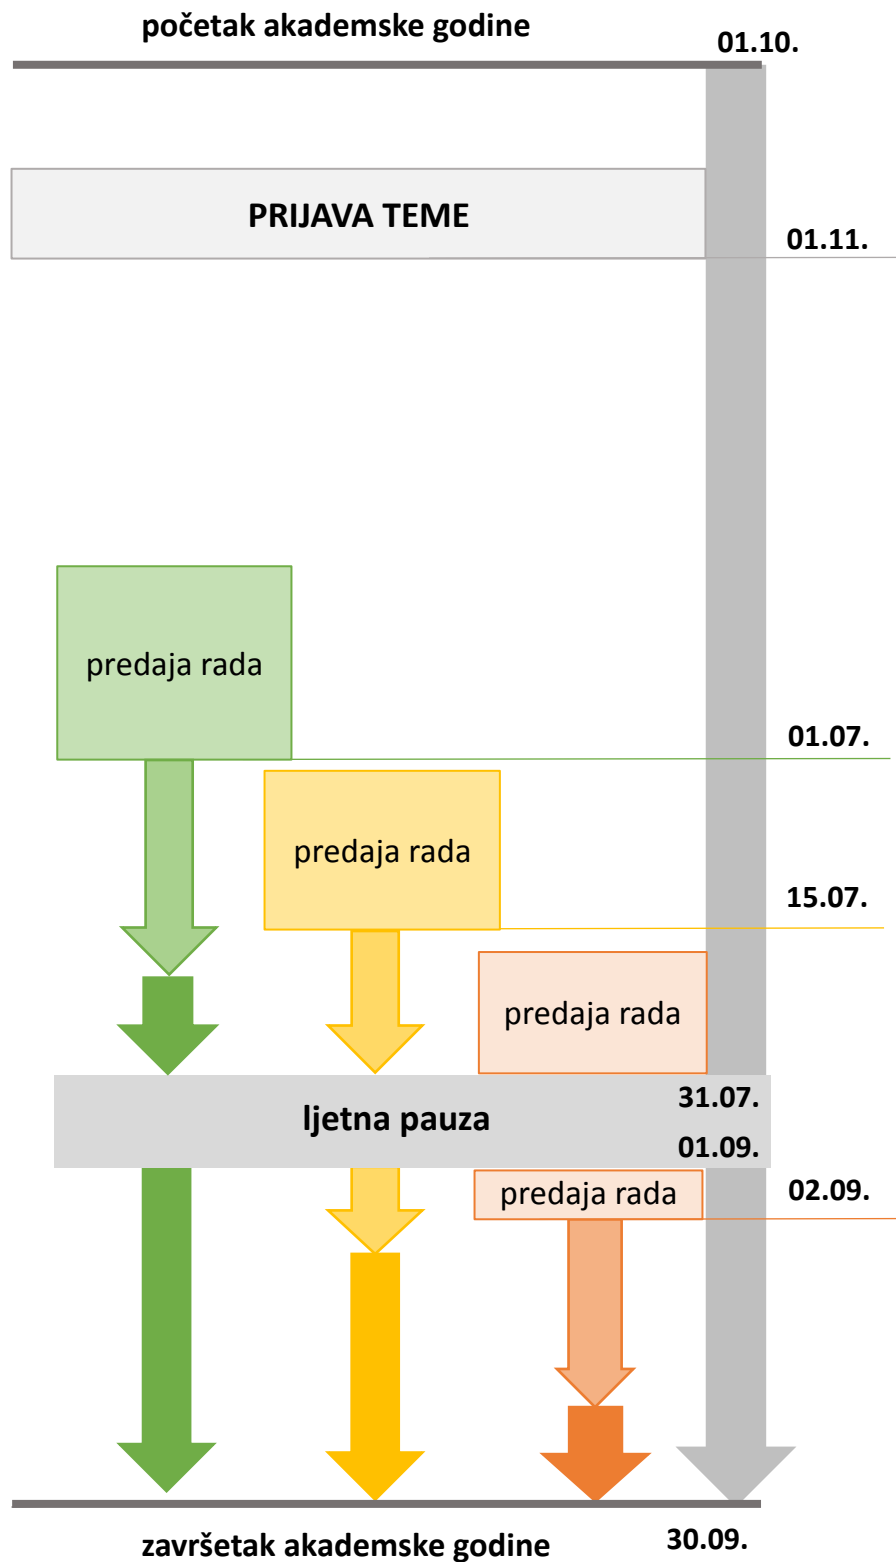 početak akademske godine
01.10.
PRIJAVA TEME
01.11.
predaja rada
01.07.
predaja rada
15.07.
predaja rada
31.07.
ljetna pauza
01.09.
predaja rada
02.09.
završetak akademske godine
30.09.